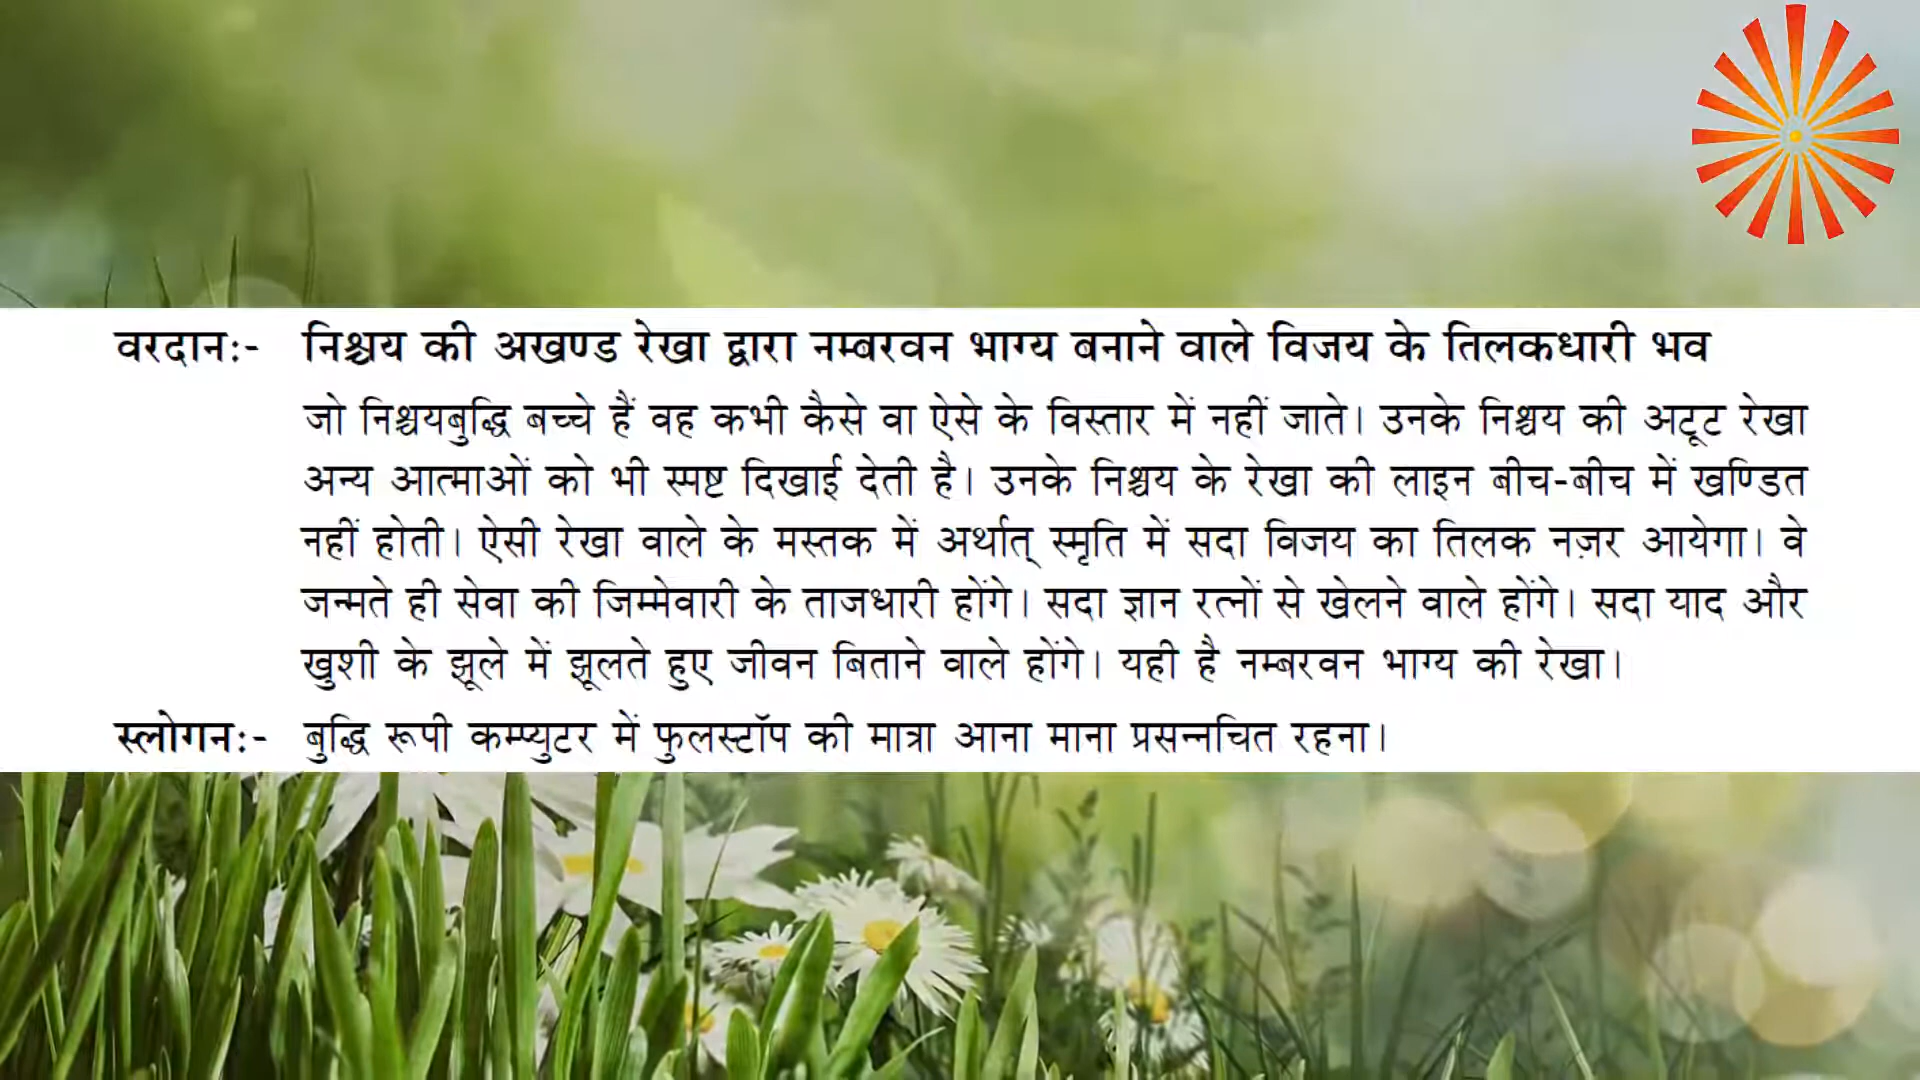 वरदान:- निश्चय की अखण्ड रेखा द्वारा नम्बरवन भाग्य बनाने वाले विजय के तिलकधारी भव
जो निश्चयबुद्धि बच्चे हैं वह कभी कैसे वा ऐसे के विस्तार में नहीं जाते। उनके निश्चय की अटूट रेखा
अन्य आत्माओं को भी स्पष्ट दिखाई देती है। उनके निश्चय के रेखा की लाइन बीच-बीच में खण्डित
नहीं होती। ऐसी रेखा वाले के मस्तक में अर्थात् स्मृति में सदा विजय का तिलक नज़र आयेगा। वे
जन्मते ही सेवा की जिम्मेवारी के ताजधारी होंगे। सदा ज्ञान रत्नों से खेलने वाले होंगे। सदा याद और
खुशी के झूले में झूलते हुए जीवन बिताने वाले होंगे। यही है नम्बरवन भाग्य की रेखा।
स्लोगन:- बुद्धि रूपी कम्प्युटर में फुलस्टॉप की मात्रा आना माना प्रसन्नचित रहना।